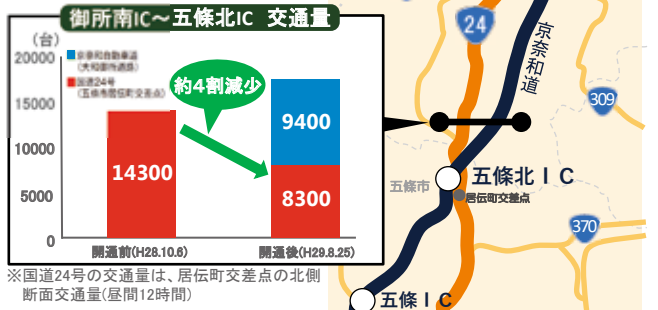 御所南IC～五條北IC 交通量
(台)
20000
15000
10000
5000
0
京奈和自動車道
(大和御所道路)
国道24号
(五條市居伝町交差点)
約4割減少
14300
9400
8300
開通前(H28.10.6)
開通後(H29.8.25)
※国道24号の交通量は、居伝町交差点の北側
断面交通量(昼間12時間)
24
京奈和道
309
五條北IC
五條市
居伝町交差点
370
五條IC